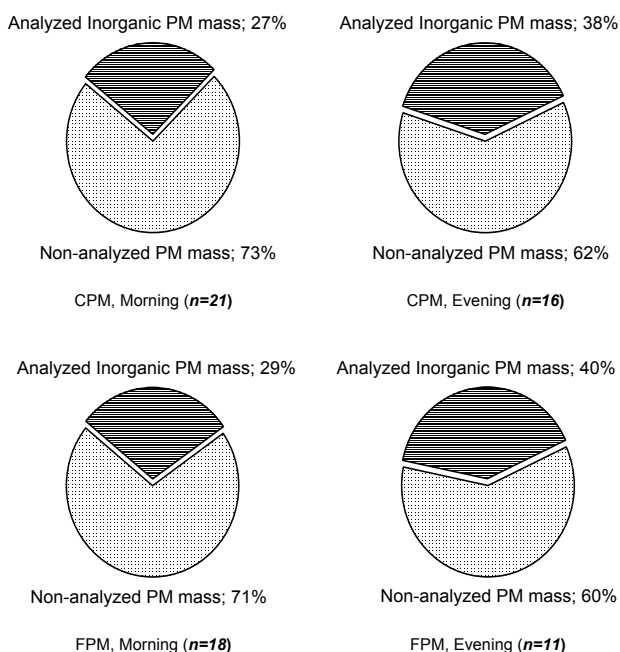 Analyzed Inorganic PM mass; 27%
Non-analyzed PM mass; 73%
CPM, Morning (n=21)
Analyzed Inorganic PM mass; 38%
Non-analyzed PM mass; 62%
CPM, Evening (n=16)
Analyzed Inorganic PM mass; 29%
Non-analyzed PM mass; 71%
FPM, Morning (n=18)
Analyzed Inorganic PM mass; 40%
Non-analyzed PM mass; 60%
FPM, Evening (n=11)